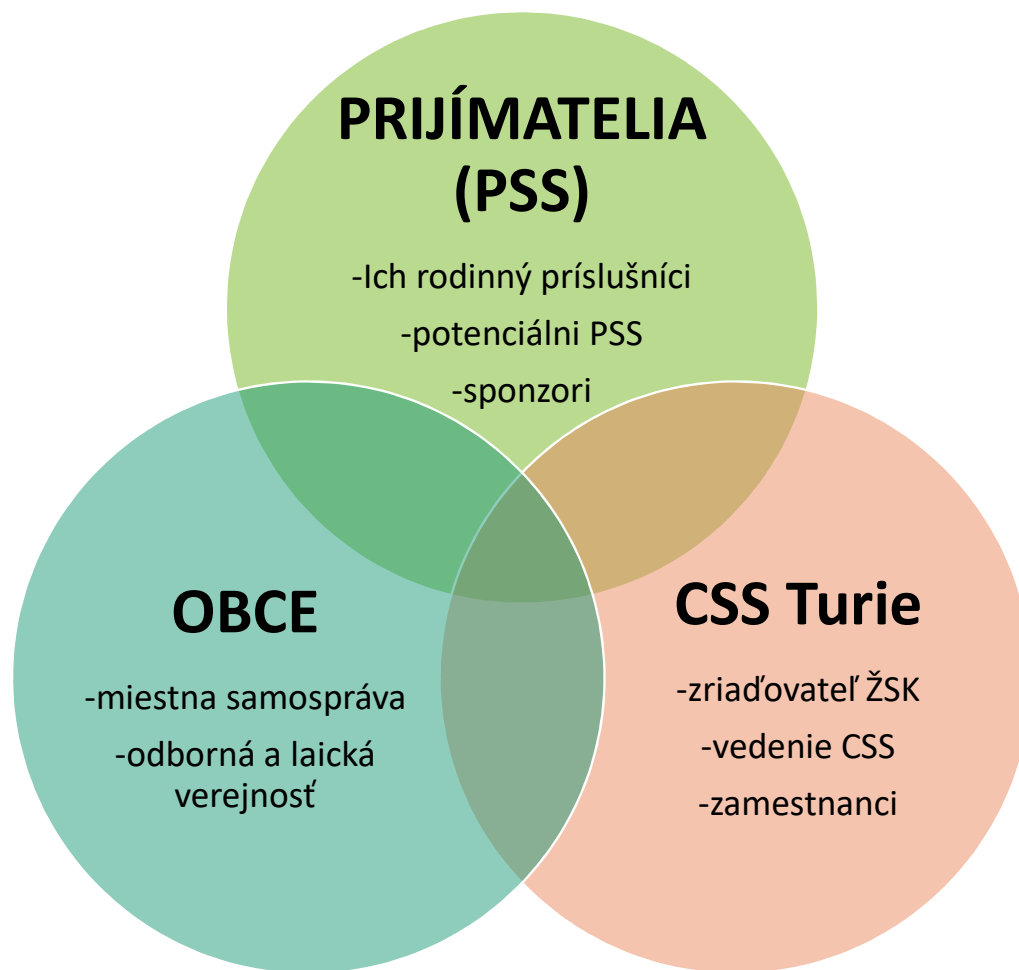 PRIJÍMATELIA
(PSS)
-Ich rodinný príslušníci
-potenciálni PSS
-sponzori
OBCE
-miestna samospráva
-odborná a laická
verejnosť
CSS Turie
-zriaďovateľ ŽSK
-vedenie CSS
-zamestnanci